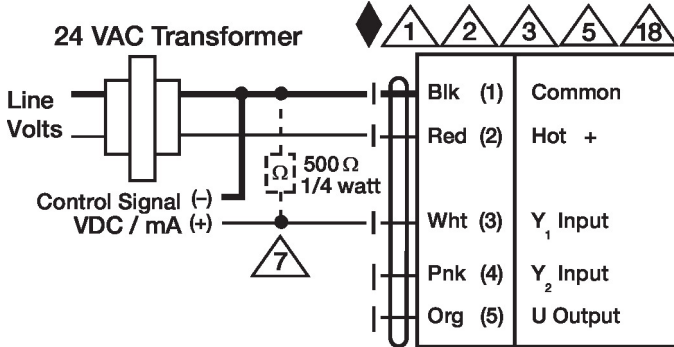 24 VAC Transformer
1 2 3 5 18
Line
Volts
Blk (1) Common
Red (2) Hot +
Ω 500 Ω
1/4 watt
Control Signal (–)
VDC / mA (+)
Wht (3) Y₁ Input
7
Pnk (4) Y₂ Input
Org (5) U Output